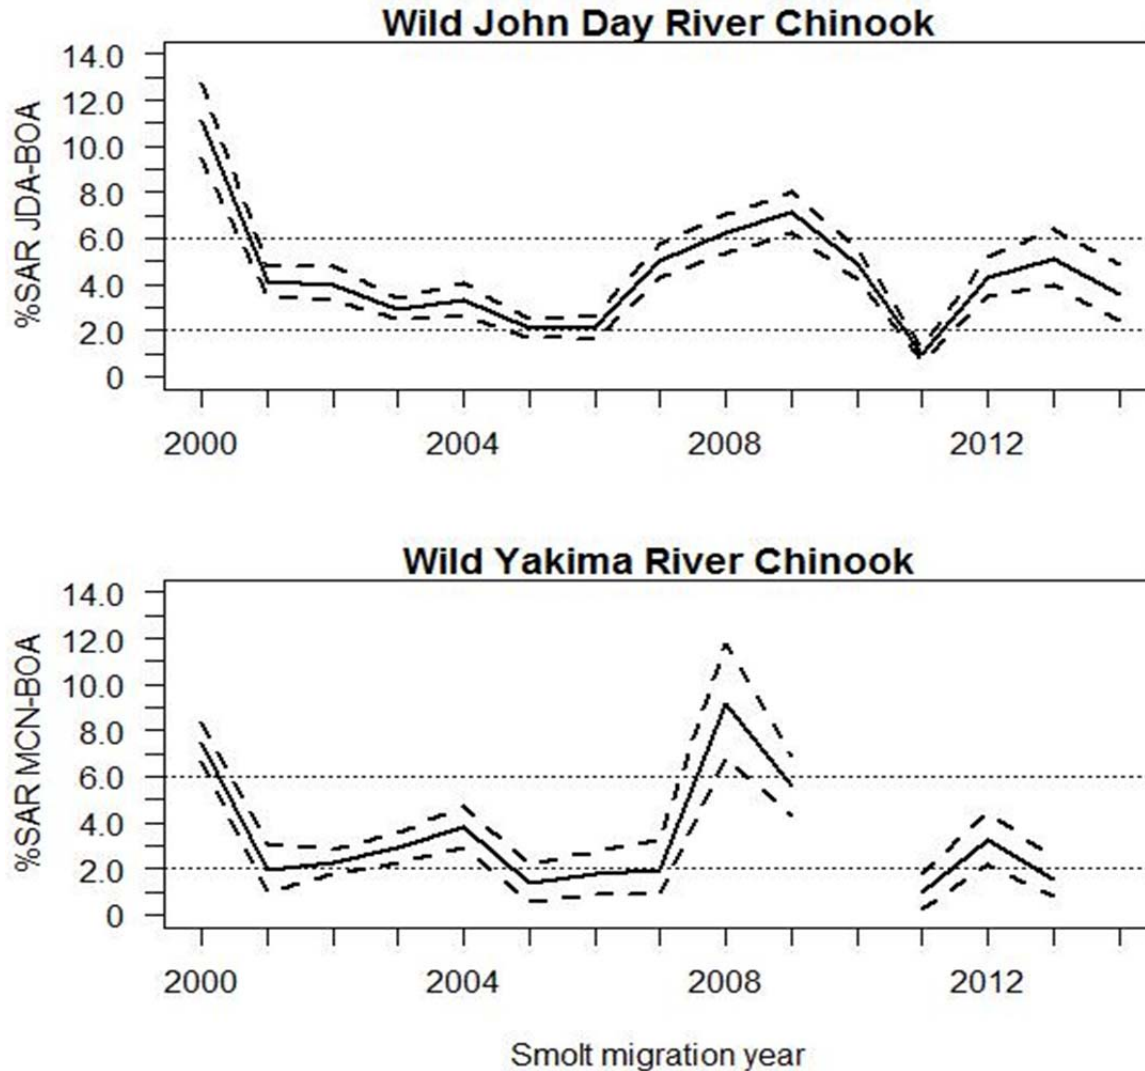 Wild John Day River Chinook
%SAR JDA-BOA
14.0
12.0
10.0
8.0
6.0
4.0
2.0
0
2000 2004 2008 2012
Wild Yakima River Chinook
%SAR MCN-BOA
14.0
12.0
10.0
8.0
6.0
4.0
2.0
0
2000 2004 2008 2012
Smolt migration year